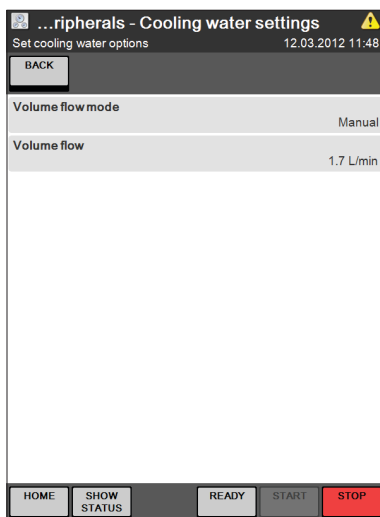 …ripherals - Cooling water settings
Set cooling water options 12.03.2012 11:48
BACK
Volume flow mode
Manual
Volume flow
1.7 L/min
HOME SHOW STATUS READY START STOP